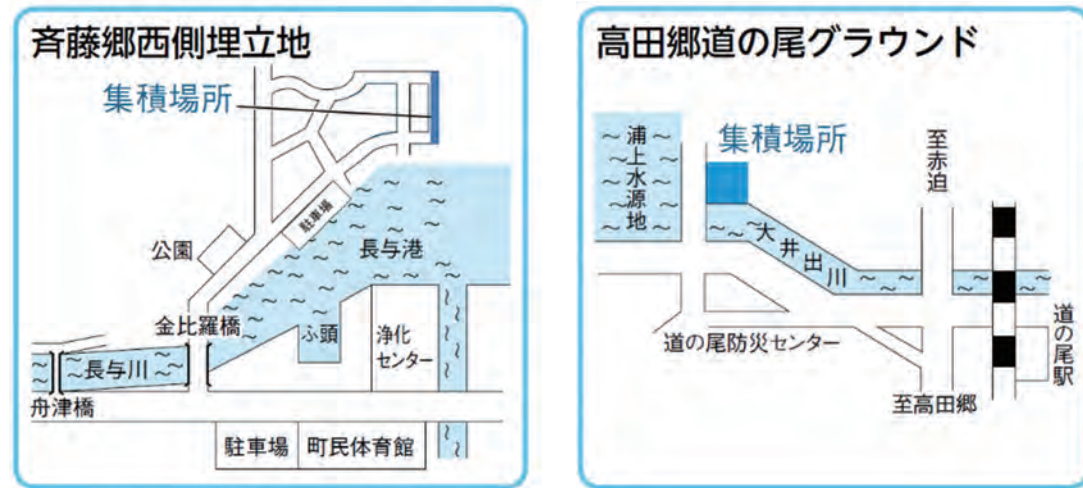 斉藤郷西側埋立地
集積場所
駐車場
公園
長与港
金比羅橋
ふ頭
浄化
センター
長与川
舟津橋
駐車場
町民体育館
高田郷道の尾グラウンド
浦上水源地
集積場所
至赤迫
大井出川
道の尾防災センター
道の尾駅
至高田郷